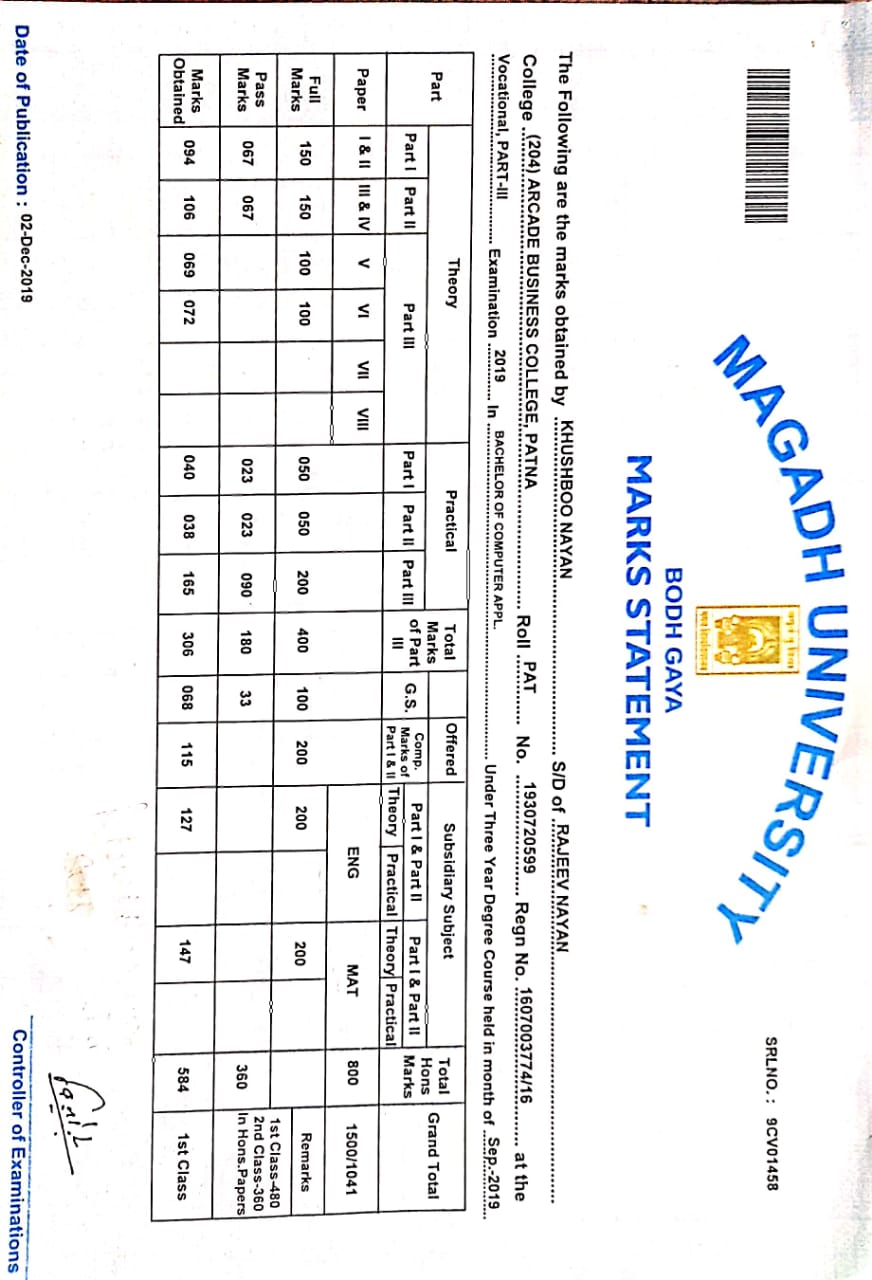 MAGADH UNIVERSITY
SRLNO. : 9CV01458
BODH GAYA
MARKS STATEMENT
The Following are the marks obtained by KHUSHBOO NAYAN S/D of RAJEEV NAYAN
College (204) ARCADE BUSINESS COLLEGE, PATNA Roll PAT No. 1930720599 Regn No. 1607003774/16 at the
Vocational, PART-III Examination 2019 In BACHELOR OF COMPUTER APPL. Under Three Year Degree Course held in month of Sep.-2019
Part Theory Practical Total Marks of Part III G.S. Offered Subsidiary Subject Total Hons Marks Grand Total
Part I Part II Part III Part I Part II Part III Comp. Marks of Part I & II Part I & Part II Part I & Part II
Theory Practical Theory Practical
Paper I & II III & IV V VI VII VIII ENG MAT 800 1500/1041
Full Marks 150 150 100 100 050 050 200 400 100 200 200 200 Remarks
Pass Marks 067 067 023 023 090 180 33 360 1st Class-480 2nd Class-360 In Hons.Papers
Marks Obtained 094 106 069 072 040 038 165 306 068 115 127 147 584 1st Class
Date of Publication : 02-Dec-2019
Controller of Examinations